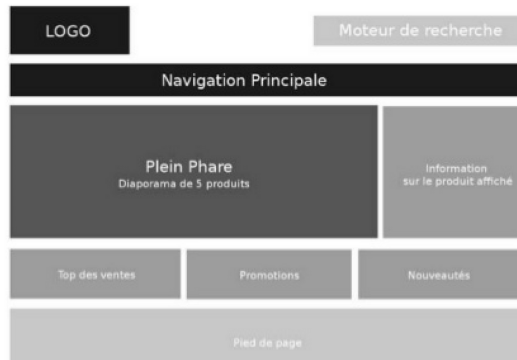 LOGO
Moteur de recherche
Navigation Principale
Plein Phare
Diaporama de 5 produits
Information
sur le produit affiché
Top des ventes
Promotions
Nouveautés
Pied de page